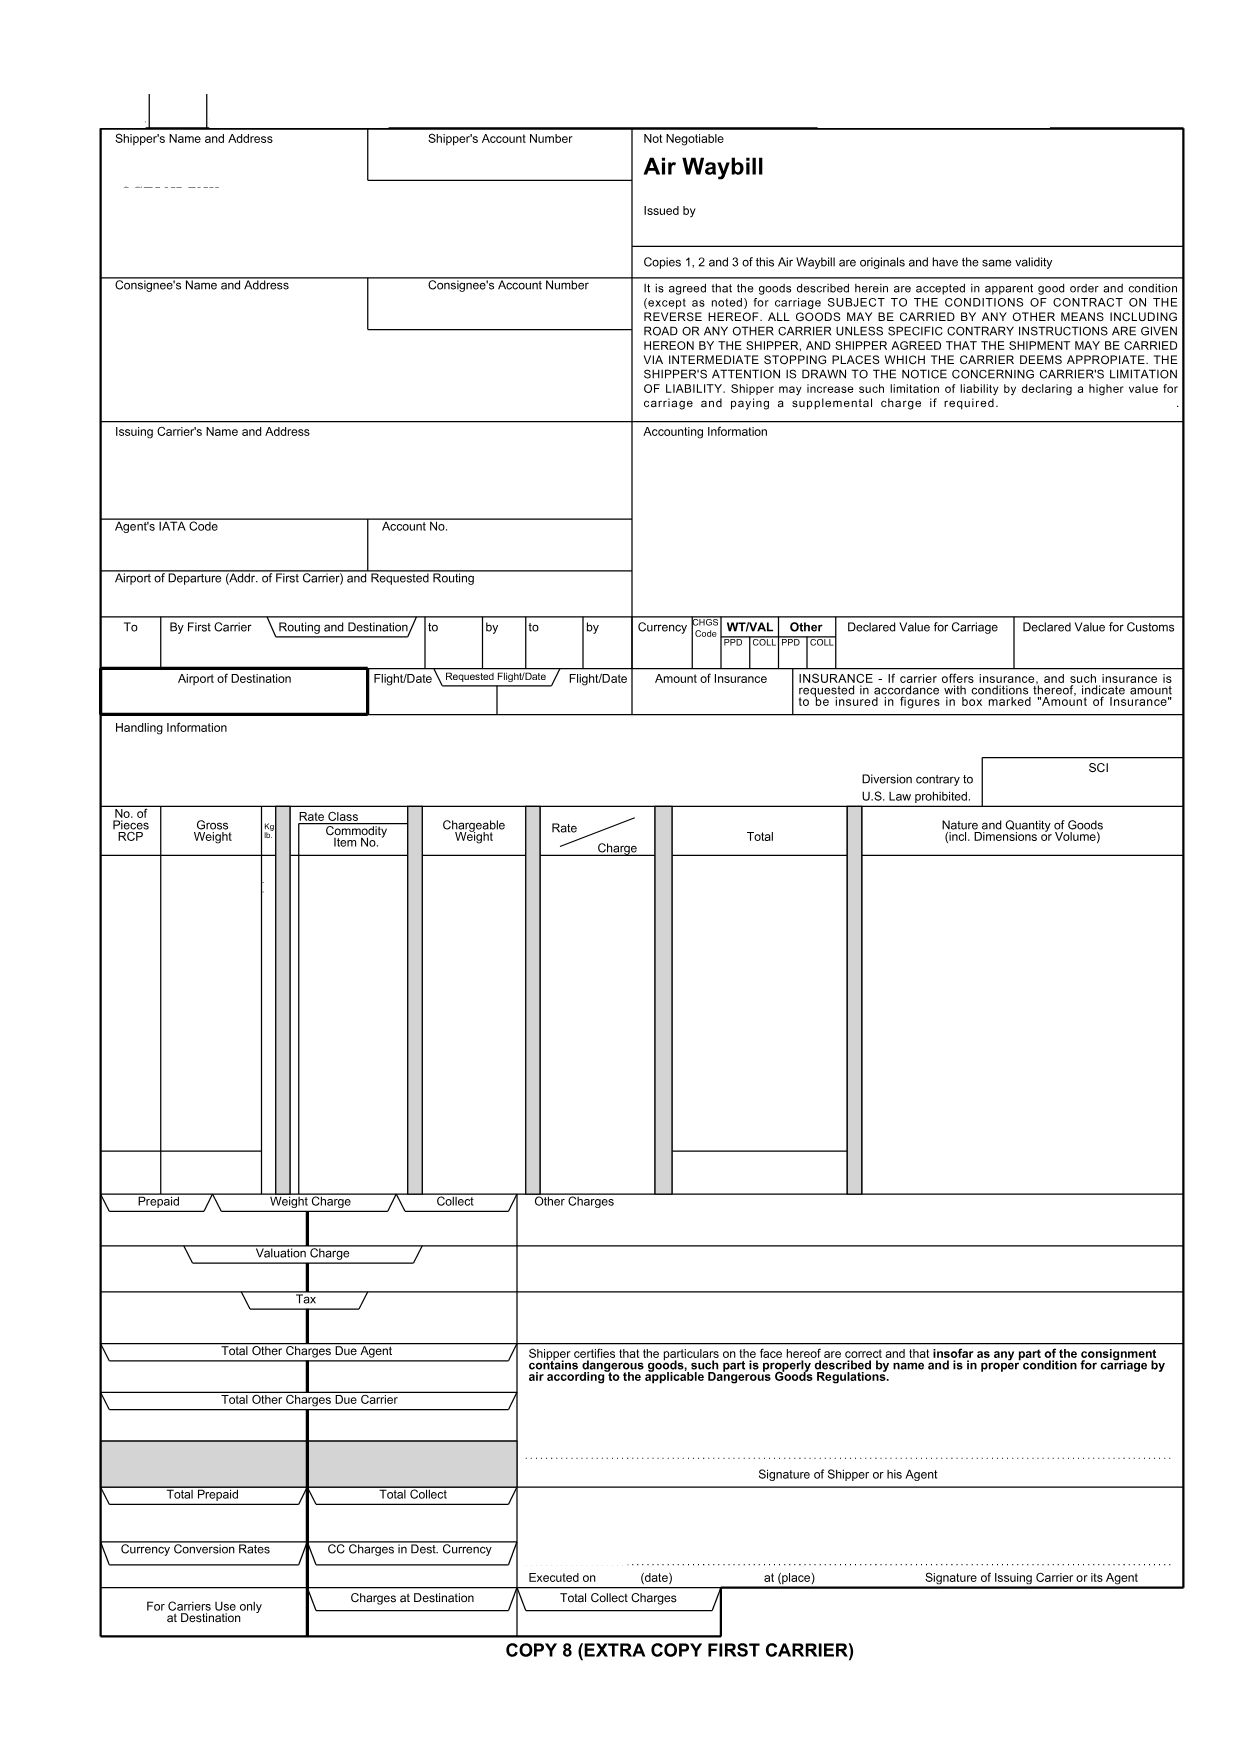 Shipper's Name and Address
Shipper's Account Number
Not Negotiable
Air Waybill
Issued by
Copies 1, 2 and 3 of this Air Waybill are originals and have the same validity
Consignee's Name and Address
Consignee's Account Number
It is agreed that the goods described herein are accepted in apparent good order and condition
(except as noted) for carriage SUBJECT TO THE CONDITIONS OF CONTRACT ON THE
REVERSE HEREOF. ALL GOODS MAY BE CARRIED BY ANY OTHER MEANS INCLUDING
ROAD OR ANY OTHER CARRIER UNLESS SPECIFIC CONTRARY INSTRUCTIONS ARE GIVEN
HEREON BY THE SHIPPER, AND SHIPPER AGREED THAT THE SHIPMENT MAY BE CARRIED
VIA INTERMEDIATE STOPPING PLACES WHICH THE CARRIER DEEMS APPROPIATE. THE
SHIPPER'S ATTENTION IS DRAWN TO THE NOTICE CONCERNING CARRIER'S LIMITATION
OF LIABILITY. Shipper may increase such limitation of liability by declaring a higher value for
carriage and paying a supplemental charge if required. .
Issuing Carrier's Name and Address
Accounting Information
Agent's IATA Code
Account No.
Airport of Departure (Addr. of First Carrier) and Requested Routing
To
By First Carrier
Routing and Destination
to
by
to
by
Currency
CHGS
Code
WT/VAL
Other
PPD
COLL
PPD
COLL
Declared Value for Carriage
Declared Value for Customs
Airport of Destination
Flight/Date
Requested Flight/Date
Flight/Date
Amount of Insurance
INSURANCE - If carrier offers insurance, and such insurance is
requested in accordance with conditions thereof, indicate amount
to be insured in figures in box marked "Amount of Insurance"
Handling Information
Diversion contrary to
U.S. Law prohibited.
SCI
No. of
Pieces
RCP
Gross
Weight
Kg
lb.
Rate Class
Commodity
Item No.
Chargeable
Weight
Rate
Charge
Total
Nature and Quantity of Goods
(incl. Dimensions or Volume)
Prepaid
Weight Charge
Collect
Other Charges
Valuation Charge
Tax
Total Other Charges Due Agent
Shipper certifies that the particulars on the face hereof are correct and that insofar as any part of the consignment
contains dangerous goods, such part is properly described by name and is in proper condition for carriage by
air according to the applicable Dangerous Goods Regulations.
Total Other Charges Due Carrier
Signature of Shipper or his Agent
Total Prepaid
Total Collect
Currency Conversion Rates
CC Charges in Dest. Currency
Executed on
(date)
at (place)
Signature of Issuing Carrier or its Agent
For Carriers Use only
at Destination
Charges at Destination
Total Collect Charges
COPY 8 (EXTRA COPY FIRST CARRIER)